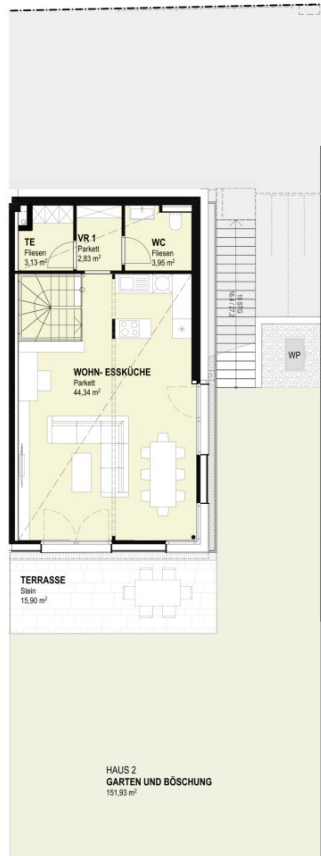 TE
Fliesen
3,13 m²
VR 1
Parkett
2,83 m²
WC
Fliesen
3,95 m²
WP
WOHN- ESSKÜCHE
Parkett
44,34 m²
TERRASSE
Stein
15,90 m²
HAUS 2
GARTEN UND BÖSCHUNG
151,93 m²